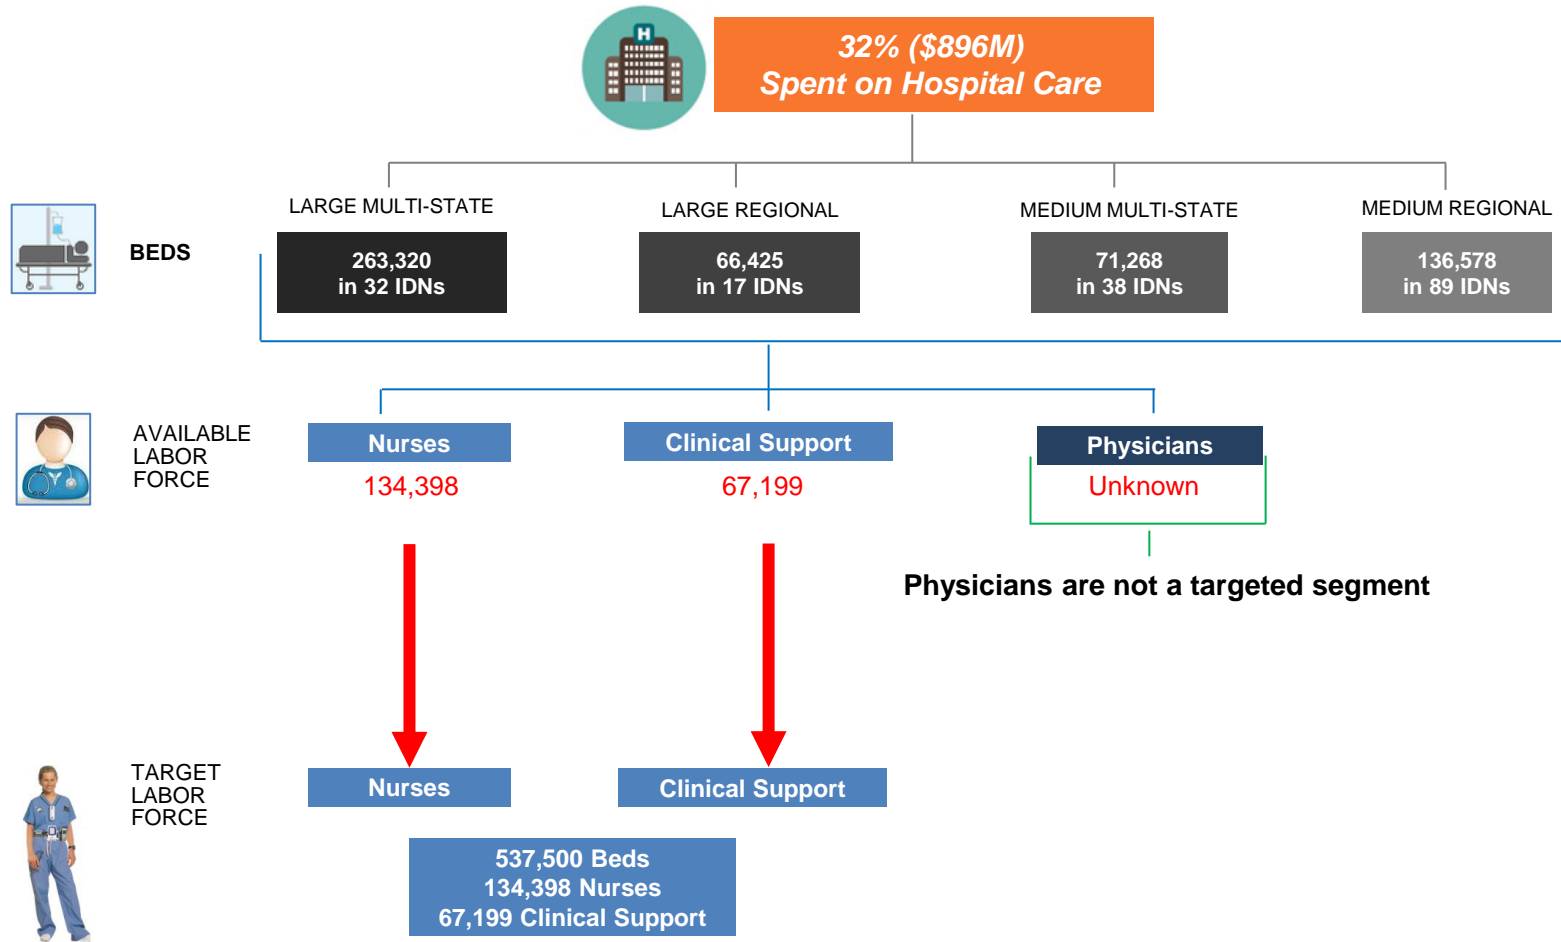 H
32% ($896M)
Spent on Hospital Care
LARGE MULTI-STATE
LARGE REGIONAL
MEDIUM MULTI-STATE
MEDIUM REGIONAL
BEDS
263,320
in 32 IDNs
66,425
in 17 IDNs
71,268
in 38 IDNs
136,578
in 89 IDNs
AVAILABLE
LABOR
FORCE
Nurses
134,398
Clinical Support
67,199
Physicians
Unknown
Physicians are not a targeted segment
TARGET
LABOR
FORCE
Nurses
Clinical Support
537,500 Beds
134,398 Nurses
67,199 Clinical Support